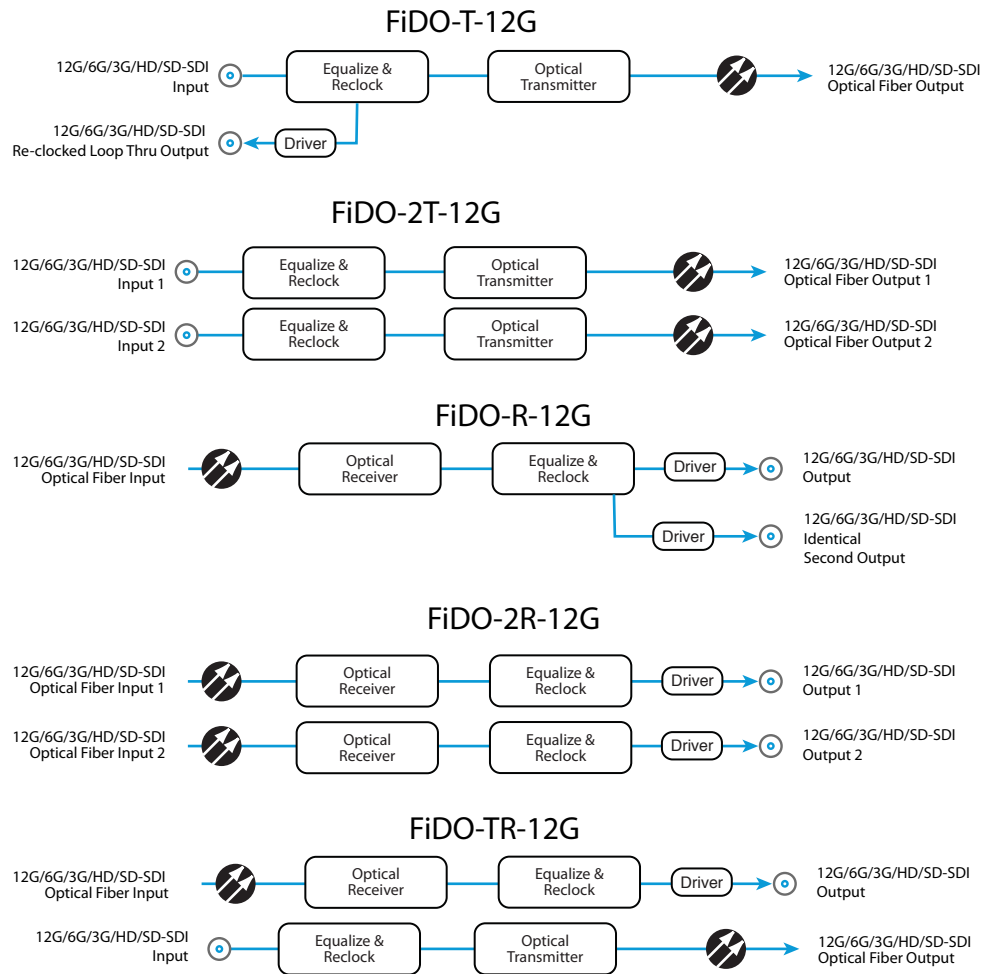 FiDO-T-12G
12G/6G/3G/HD/SD-SDI
Input
Equalize &
Reclock
Optical
Transmitter
12G/6G/3G/HD/SD-SDI
Optical Fiber Output
12G/6G/3G/HD/SD-SDI
Re-clocked Loop Thru Output
Driver
FiDO-2T-12G
12G/6G/3G/HD/SD-SDI
Input 1
Equalize &
Reclock
Optical
Transmitter
12G/6G/3G/HD/SD-SDI
Optical Fiber Output 1
12G/6G/3G/HD/SD-SDI
Input 2
Equalize &
Reclock
Optical
Transmitter
12G/6G/3G/HD/SD-SDI
Optical Fiber Output 2
FiDO-R-12G
12G/6G/3G/HD/SD-SDI
Optical Fiber Input
Optical
Receiver
Equalize &
Reclock
Driver
12G/6G/3G/HD/SD-SDI
Output
Driver
12G/6G/3G/HD/SD-SDI
Identical
Second Output
FiDO-2R-12G
12G/6G/3G/HD/SD-SDI
Optical Fiber Input 1
Optical
Receiver
Equalize &
Reclock
Driver
12G/6G/3G/HD/SD-SDI
Output 1
12G/6G/3G/HD/SD-SDI
Optical Fiber Input 2
Optical
Receiver
Equalize &
Reclock
Driver
12G/6G/3G/HD/SD-SDI
Output 2
FiDO-TR-12G
12G/6G/3G/HD/SD-SDI
Optical Fiber Input
Optical
Receiver
Equalize &
Reclock
Driver
12G/6G/3G/HD/SD-SDI
Output
12G/6G/3G/HD/SD-SDI
Input
Equalize &
Reclock
Optical
Transmitter
12G/6G/3G/HD/SD-SDI
Optical Fiber Output